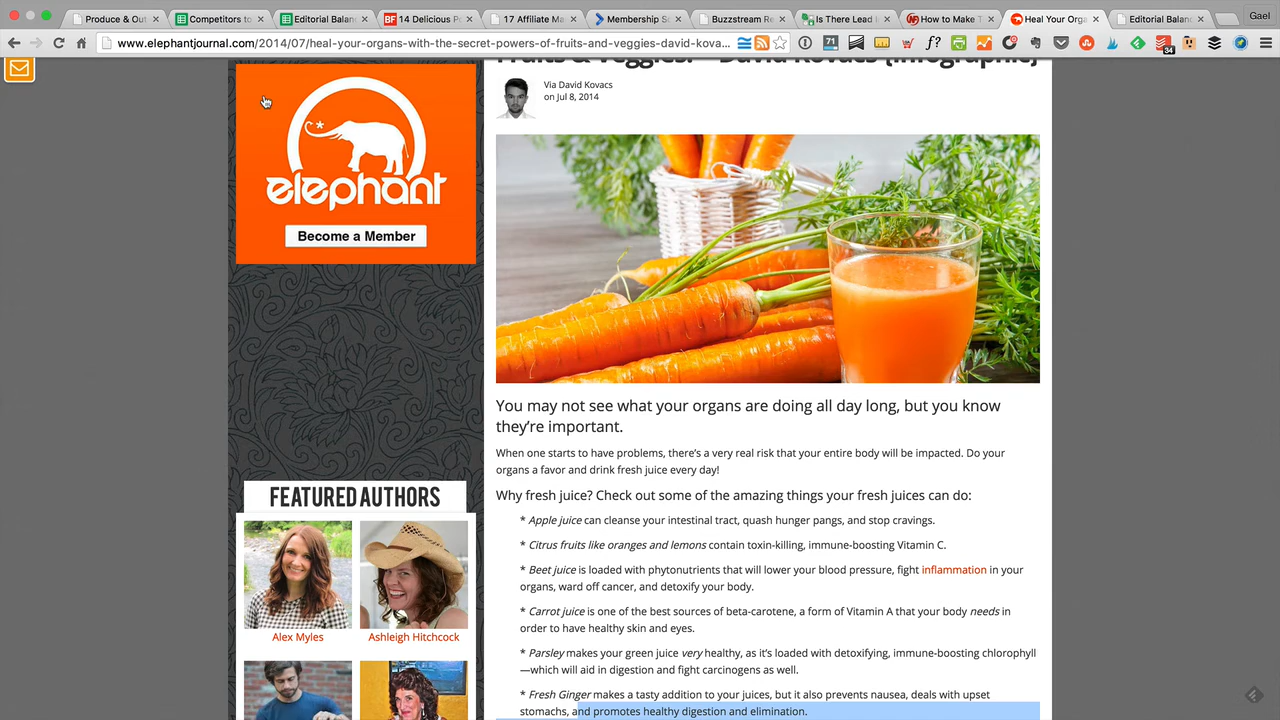 Produce & Out
Competitors to
Editorial Balanc
14 Delicious Po
17 Affiliate Ma
Membership So
Buzzstream Re
Is There Lead
How to Make T
Heal Your Orga
Editorial Balanc
Gael
www.elephantjournal.com/2014/07/heal-your-organs-with-the-secret-powers-of-fruits-and-veggies-david-kova...
71
f?
34
Fruits & Veggies. ~ David Kovacs {Infographic}
Via David Kovacs
on Jul 8, 2014
elephant
Become a Member
You may not see what your organs are doing all day long, but you know
they're important.
When one starts to have problems, there's a very real risk that your entire body will be impacted. Do your
organs a favor and drink fresh juice every day!
Why fresh juice? Check out some of the amazing things your fresh juices can do:
* Apple juice can cleanse your intestinal tract, quash hunger pangs, and stop cravings.
* Citrus fruits like oranges and lemons contain toxin-killing, immune-boosting Vitamin C.
* Beet juice is loaded with phytonutrients that will lower your blood pressure, fight inflammation in your
organs, ward off cancer, and detoxify your body.
* Carrot juice is one of the best sources of beta-carotene, a form of Vitamin A that your body needs in
order to have healthy skin and eyes.
* Parsley makes your green juice very healthy, as it's loaded with detoxifying, immune-boosting chlorophyll
—which will aid in digestion and fight carcinogens as well.
* Fresh Ginger makes a tasty addition to your juices, but it also prevents nausea, deals with upset
stomachs, and promotes healthy digestion and elimination.
FEATURED AUTHORS
Alex Myles
Ashleigh Hitchcock